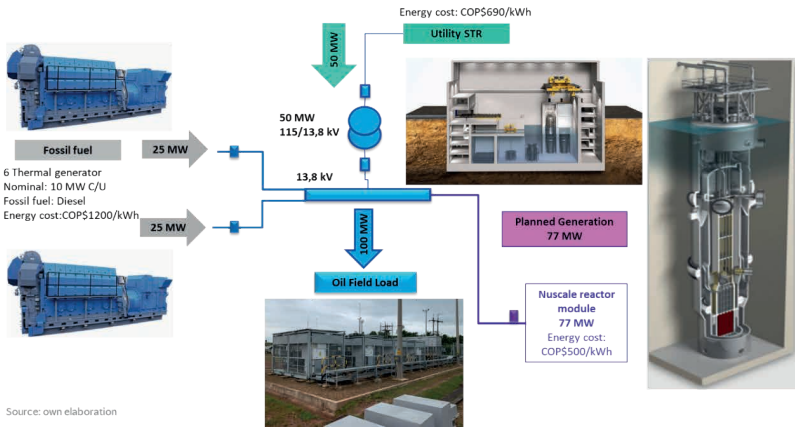 Energy cost: COP$690/kWh
Utility STR
50 MW
50 MW
115/13,8 kV
Fossil fuel
25 MW
6 Thermal generator
Nominal: 10 MW C/U
Fossil fuel: Diesel
Energy cost:COP$1200/kWh
25 MW
13,8 kV
100 MW
Planned Generation
77 MW
Oil Field Load
Nuscale reactor
module
77 MW
Energy cost:
COP$500/kWh
Source: own elaboration